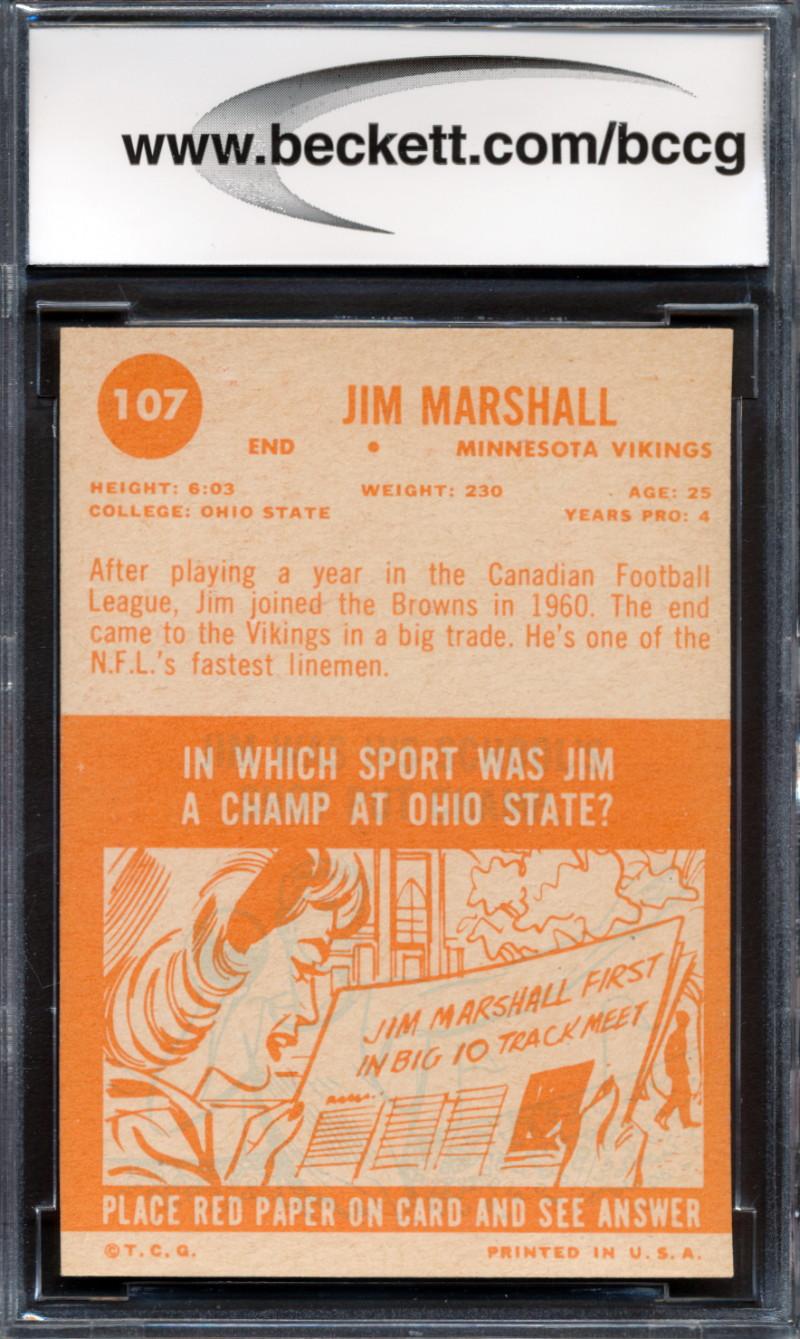 www.beckett.com/bccg
107
JIM MARSHALL
END • MINNESOTA VIKINGS
HEIGHT: 6:03 WEIGHT: 230 AGE: 25
COLLEGE: OHIO STATE YEARS PRO: 4
After playing a year in the Canadian Football
League, Jim joined the Browns in 1960. The end
came to the Vikings in a big trade. He's one of the
N.F.L.'s fastest linemen.
IN WHICH SPORT WAS JIM
A CHAMP AT OHIO STATE?
JIM MARSHALL FIRST
IN BIG 10 TRACK MEET
PLACE RED PAPER ON CARD AND SEE ANSWER
©T.C.G. PRINTED IN U.S.A.